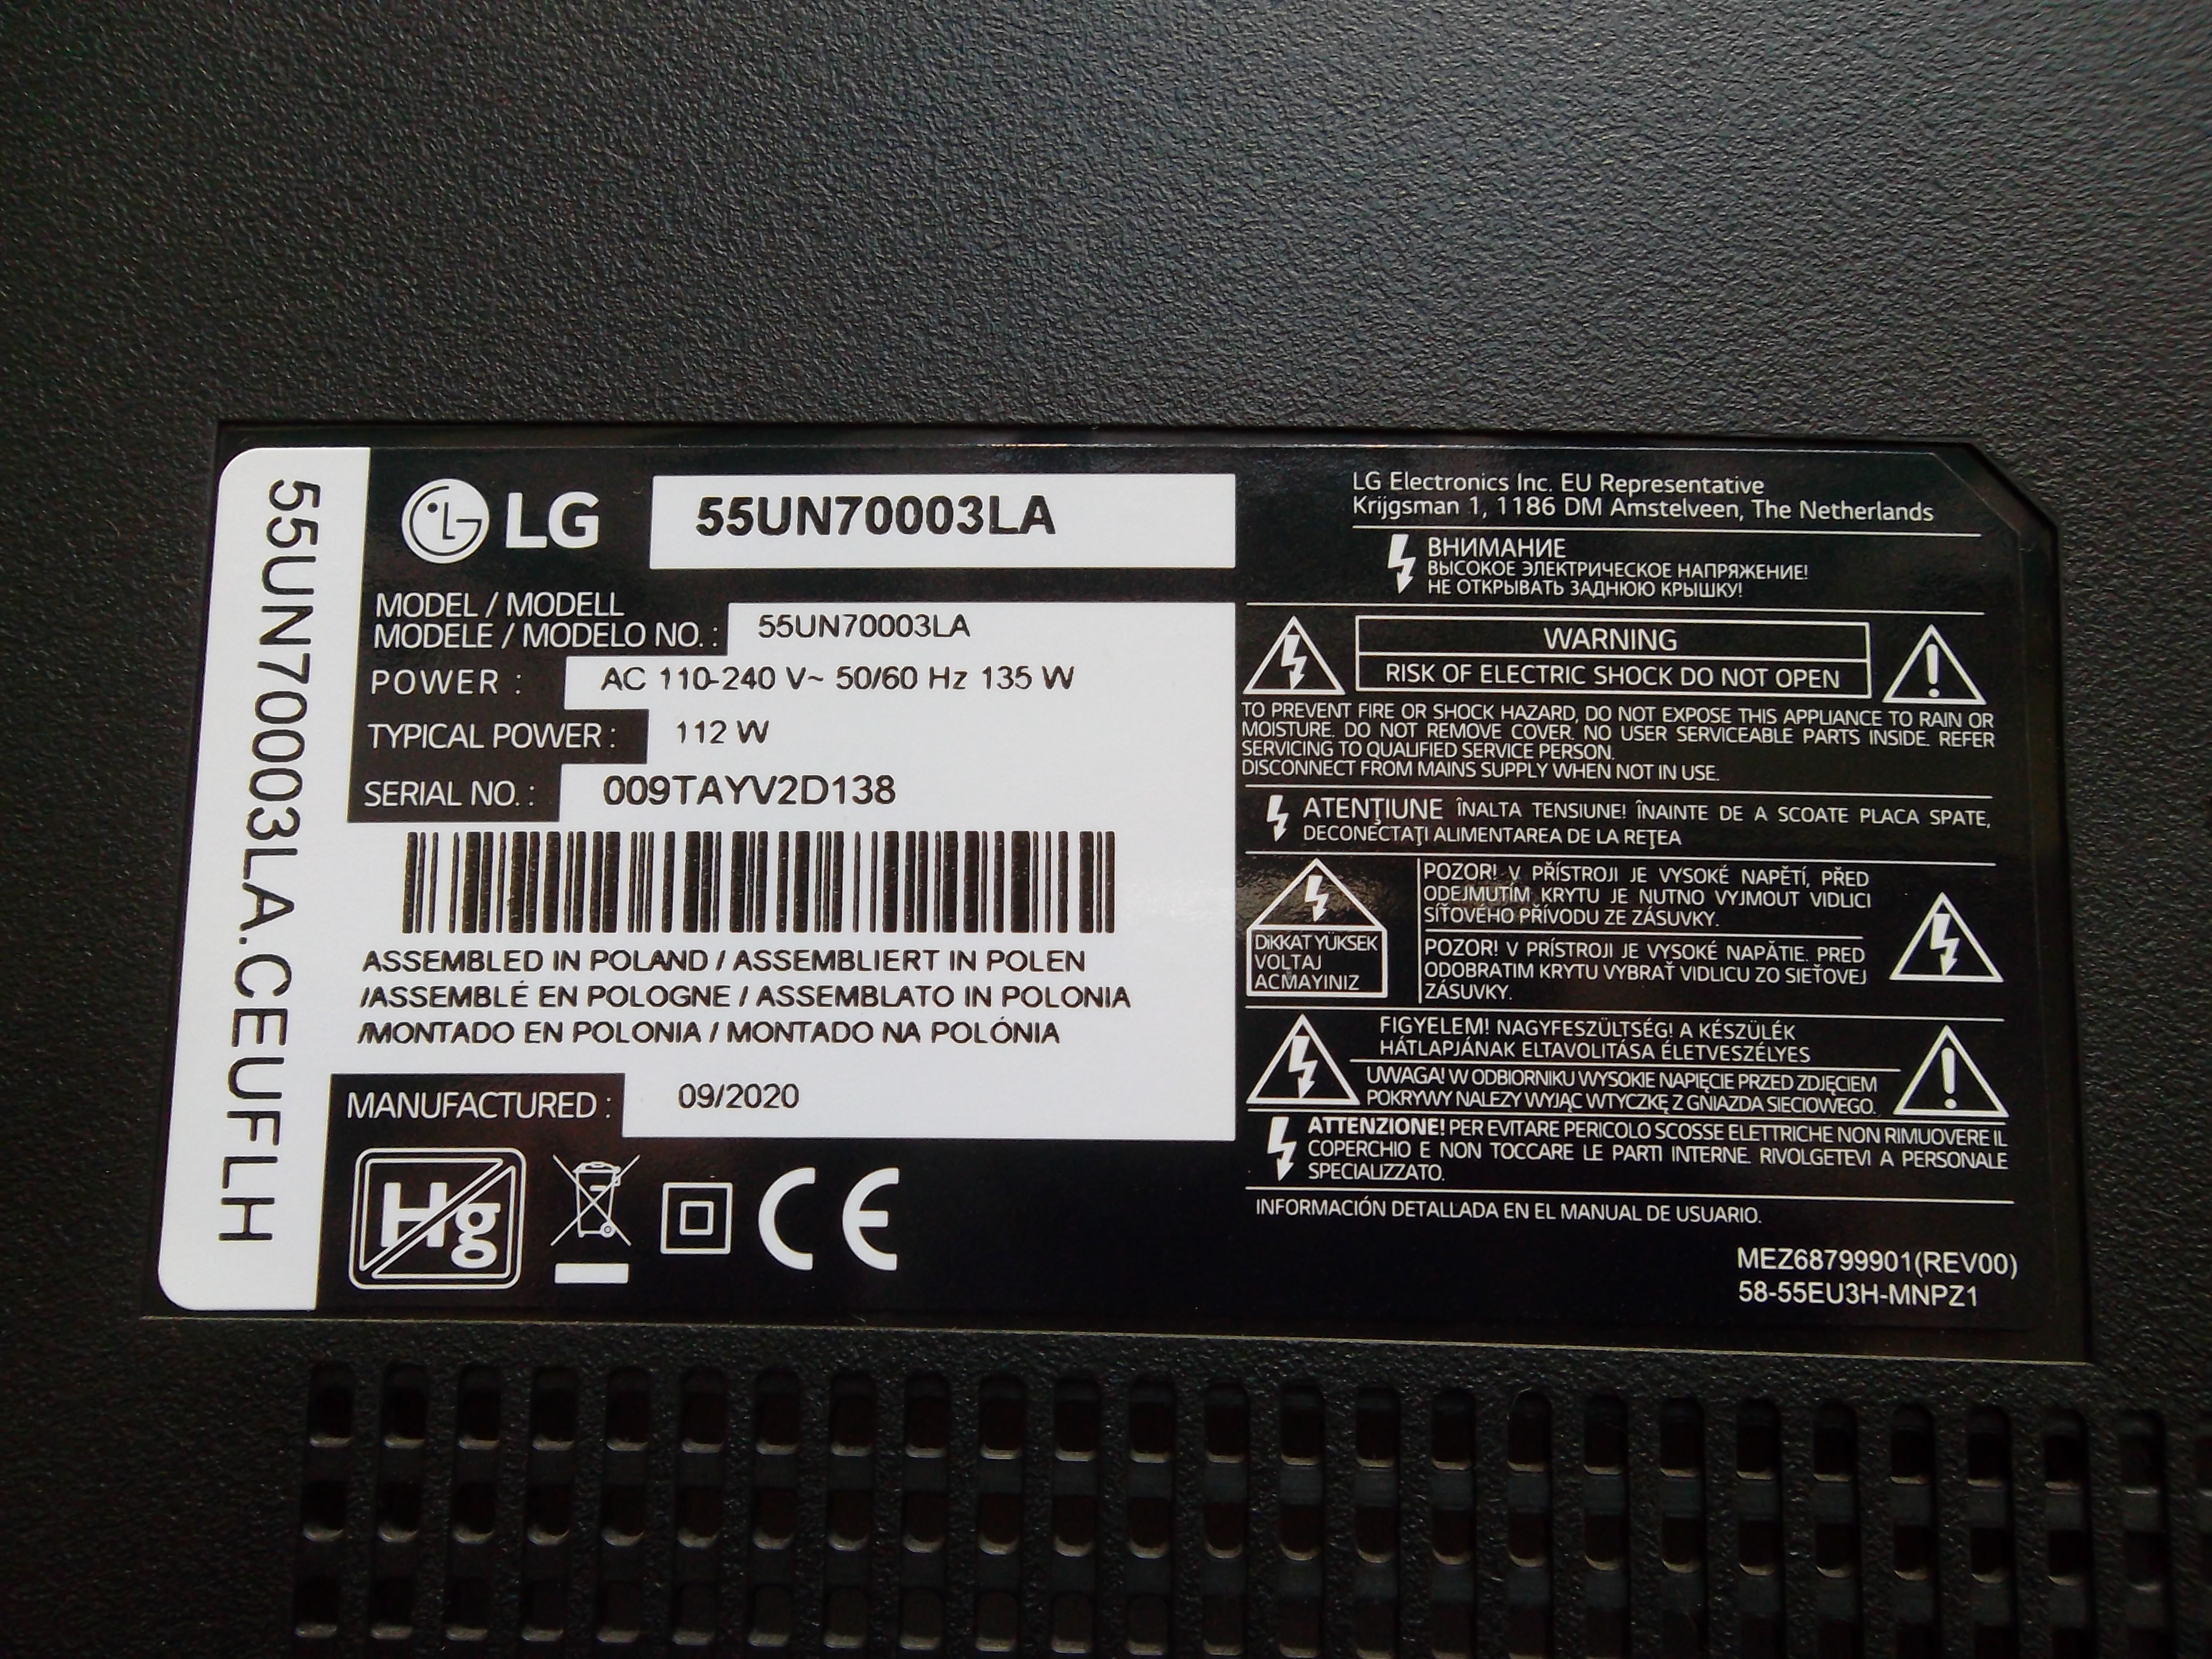 55UN70003LA.CEUFLH
LG
55UN70003LA
MODEL / MODELL
MODELE / MODELO NO. :
55UN70003LA
POWER :
AC 110-240 V~ 50/60 Hz 135 W
TYPICAL POWER :
112 W
SERIAL NO. :
009TAYV2D138
ASSEMBLED IN POLAND / ASSEMBLIERT IN POLEN
/ASSEMBLÉ EN POLOGNE / ASSEMBLATO IN POLONIA
/MONTADO EN POLONIA / MONTADO NA POLÓNIA
MANUFACTURED :
09/2020
Hg
CE
LG Electronics Inc. EU Representative
Krijgsman 1, 1186 DM Amstelveen, The Netherlands
ВНИМАНИЕ
ВЫСОКОЕ ЭЛЕКТРИЧЕСКОЕ НАПРЯЖЕНИЕ!
НЕ ОТКРЫВАТЬ ЗАДНЮЮ КРЫШКУ!
WARNING
RISK OF ELECTRIC SHOCK DO NOT OPEN
TO PREVENT FIRE OR SHOCK HAZARD, DO NOT EXPOSE THIS APPLIANCE TO RAIN OR
MOISTURE. DO NOT REMOVE COVER. NO USER SERVICEABLE PARTS INSIDE. REFER
SERVICING TO QUALIFIED SERVICE PERSON.
DISCONNECT FROM MAINS SUPPLY WHEN NOT IN USE.
ATENŢIUNE ÎNALTA TENSIUNE! ÎNAINTE DE A SCOATE PLACA SPATE,
DECONECTAŢI ALIMENTAREA DE LA REŢEA
DiKKAT YÜKSEK
VOLTAJ
ACMAYINIZ
POZOR! V PŘÍSTROJI JE VYSOKÉ NAPĚTÍ, PŘED
ODEJMUTÍM KRYTU JE NUTNO VYJMOUT VIDLICI
SÍŤOVÉHO PŘÍVODU ZE ZÁSUVKY.
POZOR! V PRÍSTROJI JE VYSOKÉ NAPÄTIE. PRED
ODOBRATIM KRYTU VYBRAŤ VIDLICU ZO SIEŤOVEJ
ZÁSUVKY.
FIGYELEM! NAGYFESZÜLTSÉG! A KÉSZÜLÉK
HÁTLAPJÁNAK ELTAVOLITÁSA ÉLETVESZÉLYES
UWAGA! W ODBIORNIKU WYSOKIE NAPIĘCIE PRZED ZDJĘCIEM
POKRYWY NALEZY WYJĄC WTYCZKĘ Z GNIAZDA SIECIOWEGO.
ATTENZIONE! PER EVITARE PERICOLO SCOSSE ELETTRICHE NON RIMUOVERE IL
COPERCHIO E NON TOCCARE LE PARTI INTERNE. RIVOLGETEVI A PERSONALE
SPECIALIZZATO.
INFORMACIÓN DETALLADA EN EL MANUAL DE USUARIO.
MEZ68799901(REV00)
58-55EU3H-MNPZ1